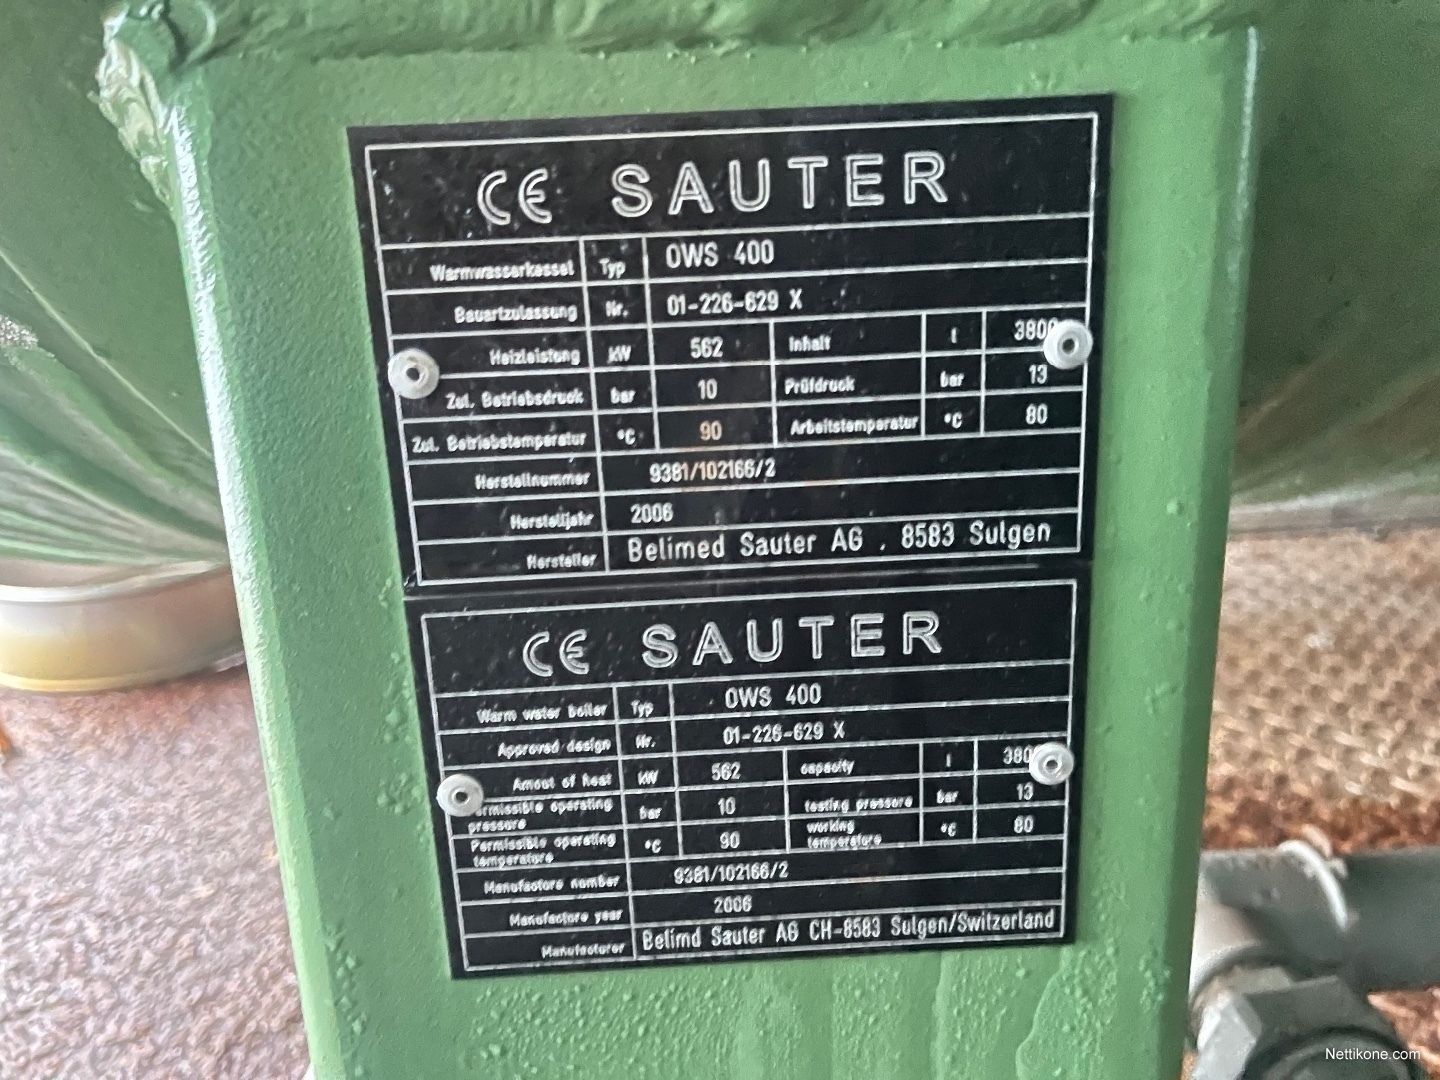 CE SAUTER
Warmwasserkessel Typ OWS 400
Bauartzulassung Nr. 01-226-629 X
Heizleistung kW 562 Inhalt l 3800
Zul. Betriebsdruck bar 10 Prüfdruck bar 13
Zul. Betriebstemperatur °C 90 Arbeitstemperatur °C 80
Herstellnummer 9381/102166/2
Herstelljahr 2006
Hersteller Belimed Sauter AG . 8583 Sulgen
CE SAUTER
Warm water boiler Typ OWS 400
Approved design Nr. 01-226-629 X
Amout of heat kW 562 capacity l 380
Permissible operating pressure bar 10 testing pressure bar 13
Permissible operating temperature °C 90 working temperature °C 80
Manufacture number 9381/102166/2
Manufacture year 2006
Manufacturer Belimd Sauter AG CH-8583 Sulgen/Switzerland
Nettikone.com